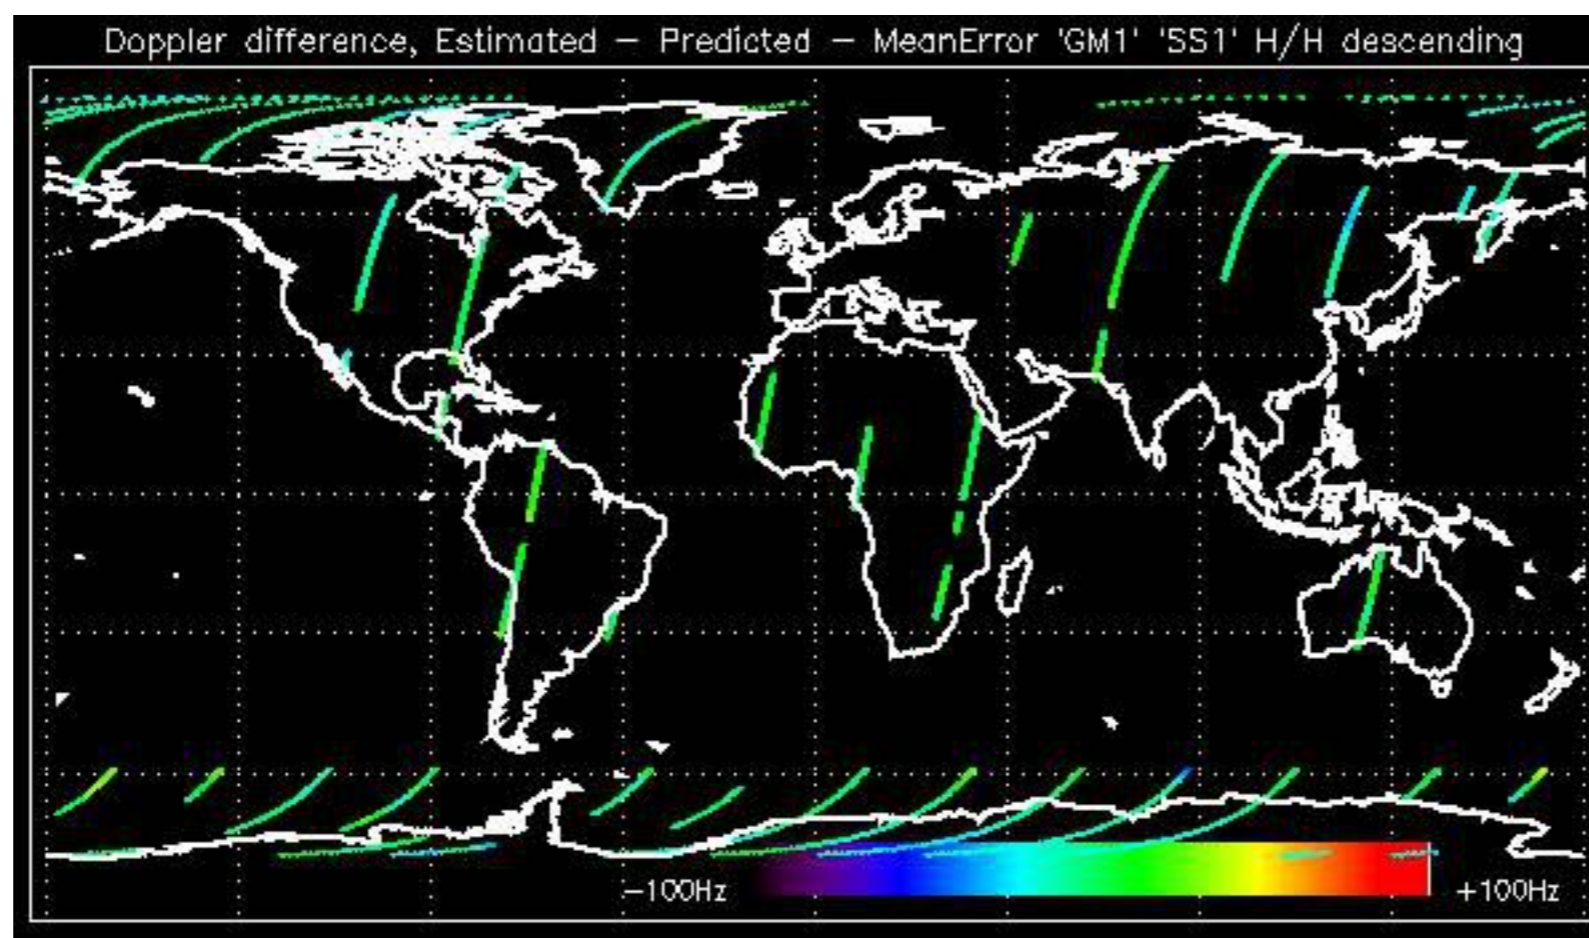 Doppler difference, Estimated – Predicted – MeanError 'GM1' 'SS1' H/H descending
-100Hz +100Hz